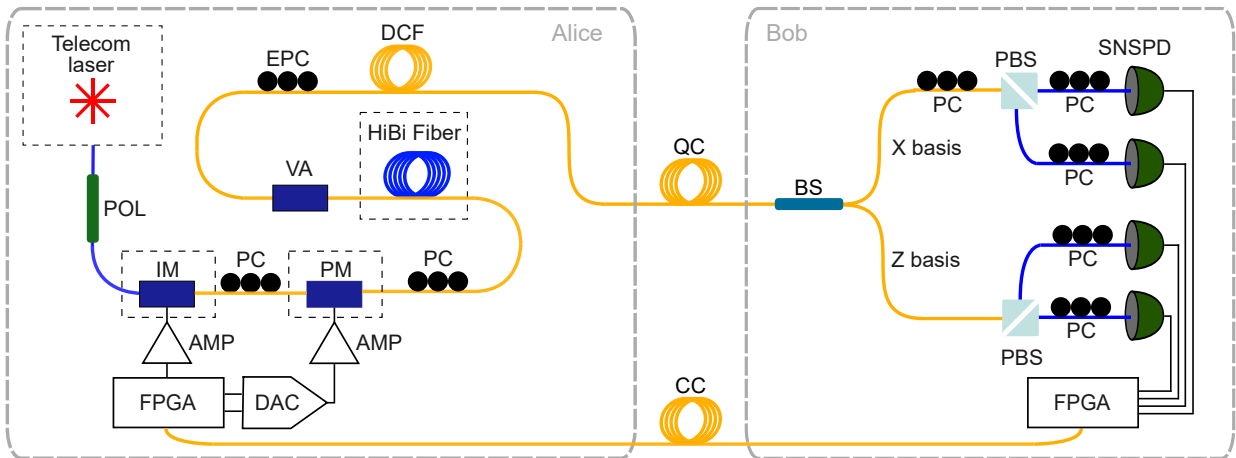 Alice
Telecom
laser
POL
IM
PC
PM
PC
AMP
AMP
FPGA
DAC
EPC
DCF
VA
HiBi Fiber
QC
CC
Bob
BS
X basis
Z basis
PC
PBS
SNSPD
PC
PC
PC
PBS
PC
FPGA